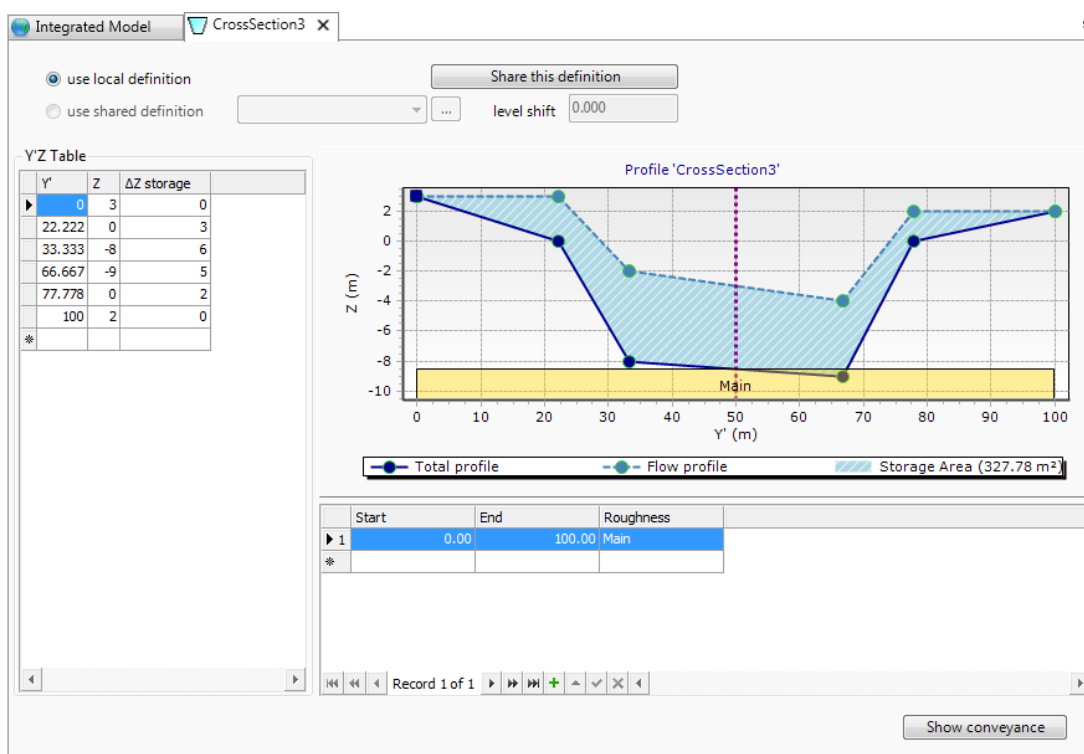 Integrated Model CrossSection3
use local definition Share this definition
use shared definition ... level shift 0.000
Y'Z Table
Y' Z ΔZ storage
0 3 0
22.222 0 3
33.333 -8 6
66.667 -9 5
77.778 0 2
100 2 0
Profile 'CrossSection3'
2
0
-2
-4
-6
-8
-10
Z (m)
Main
0 10 20 30 40 50 60 70 80 90 100
Y' (m)
Total profile Flow profile Storage Area (327.78 m²)
Start End Roughness
1 0.00 100.00 Main
Record 1 of 1
Show conveyance